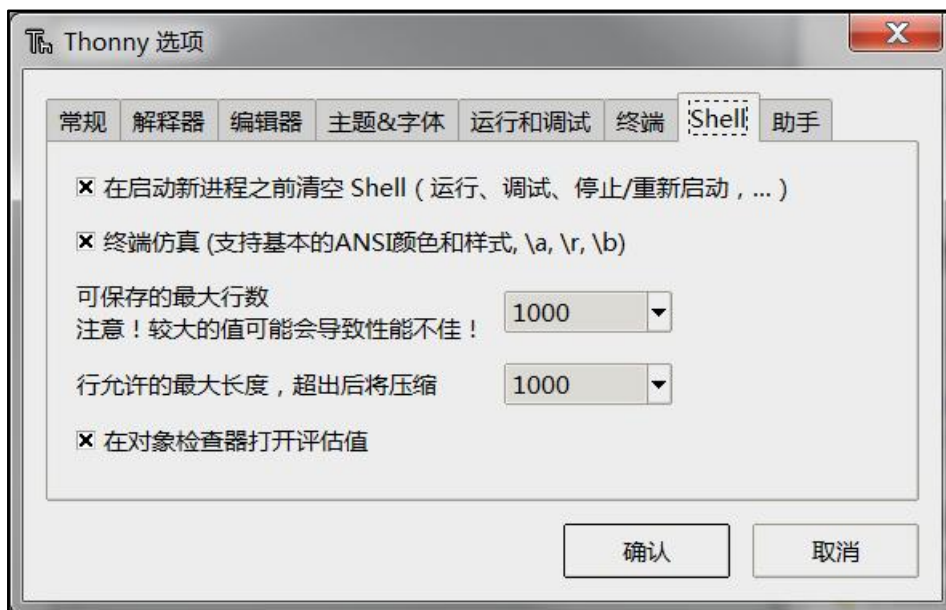 Thonny 选项
常规 解释器 编辑器 主题&字体 运行和调试 终端 Shell 助手
在启动新进程之前清空 Shell ( 运行、调试、停止/重新启动 , ... )
终端仿真 (支持基本的ANSI颜色和样式, \a, \r, \b)
可保存的最大行数
注意！较大的值可能会导致性能不佳！
1000
行允许的最大长度 , 超出后将压缩
1000
在对象检查器打开评估值
确认 取消